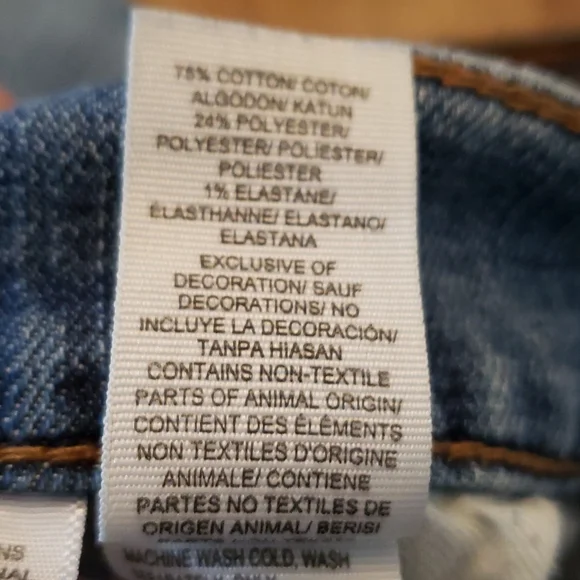 75% COTTON/ COTON/
ALGODON/ KATUN
24% POLYESTER/
POLYESTER/ POLIESTER/
POLIESTER
1% ELASTANE/
ÉLASTHANNE/ ELASTANO/
ELASTANA
EXCLUSIVE OF
DECORATION/ SAUF
DECORATIONS/ NO
INCLUYE LA DECORACIÓN/
TANPA HIASAN
CONTAINS NON-TEXTILE
PARTS OF ANIMAL ORIGIN/
CONTIENT DES ÉLÉMENTS
NON TEXTILES D'ORIGINE
ANIMALE/ CONTIENE
PARTES NO TEXTILES DE
ORIGEN ANIMAL/ BERISI
MACHINE WASH COLD, WASH